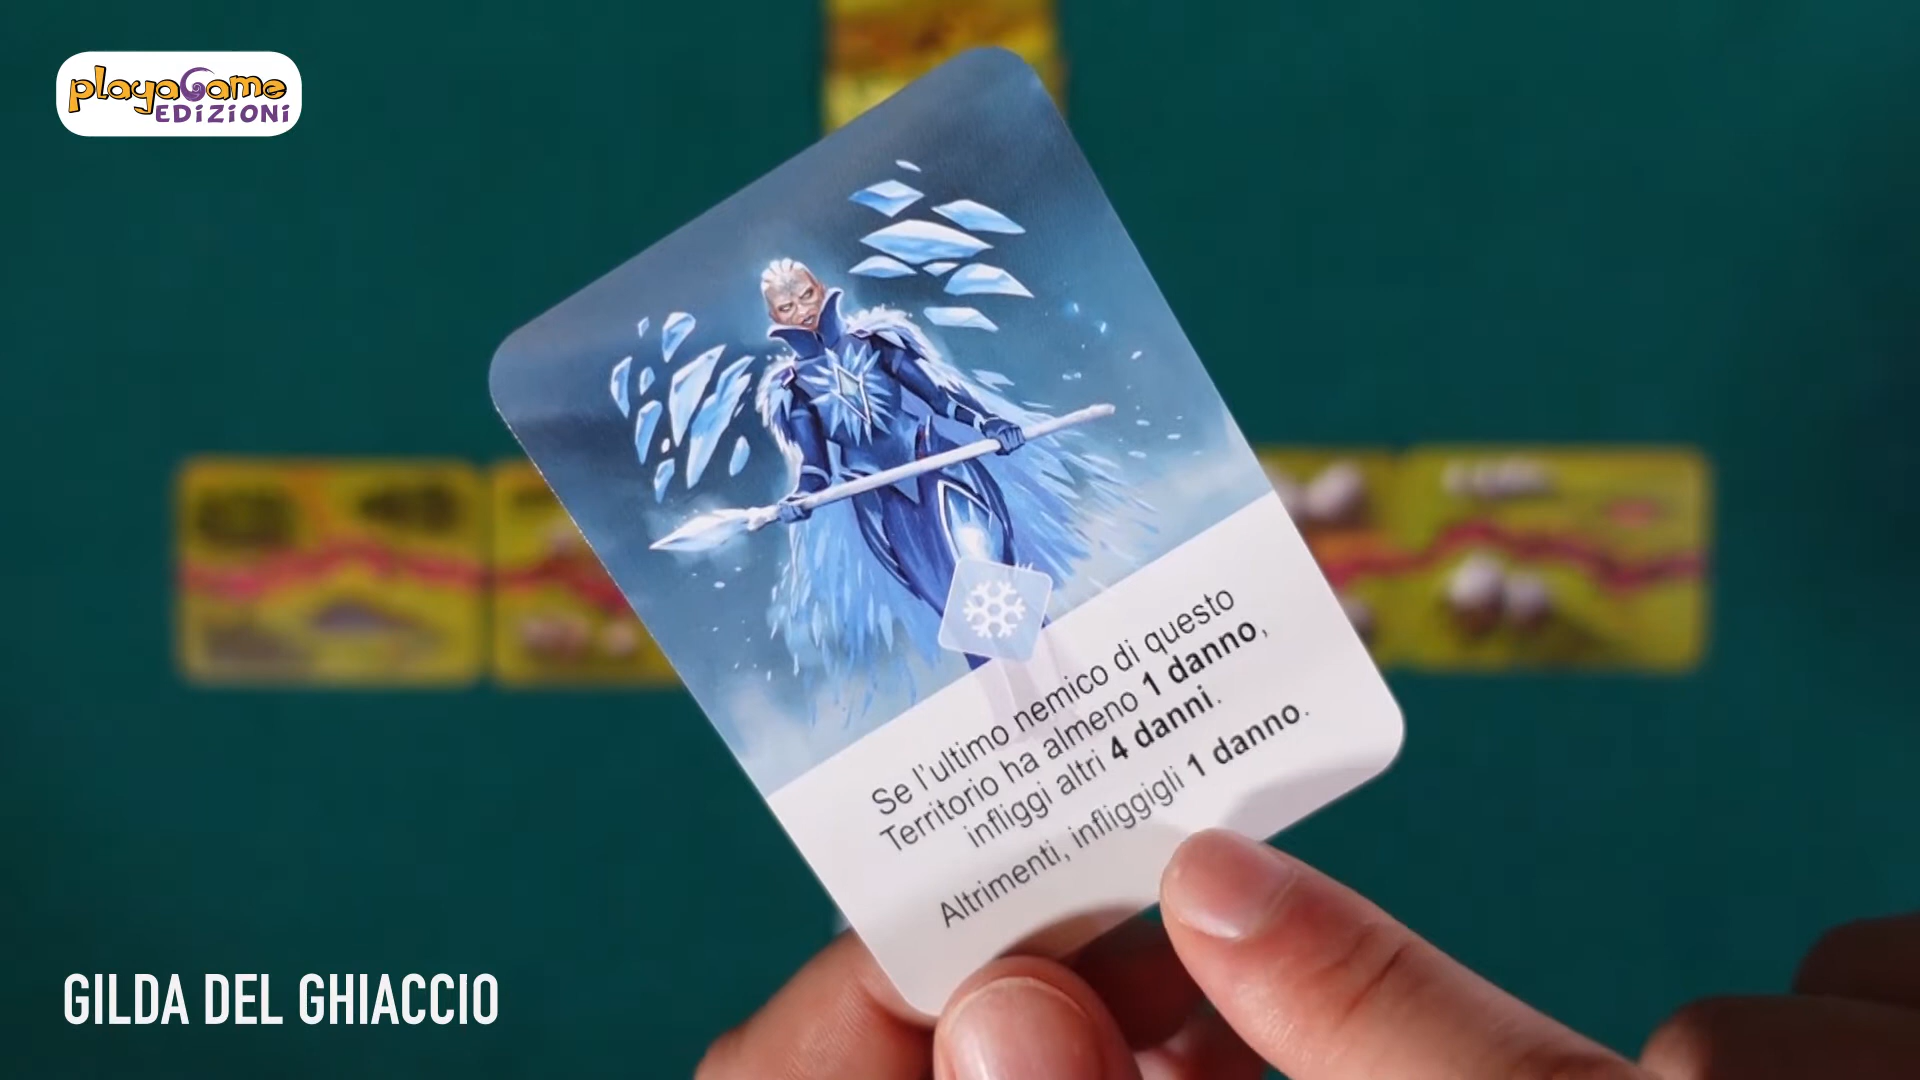 playaGame
EDIZIONI
Se l'ultimo nemico di questo
Territorio ha almeno 1 danno,
infliggi altri 4 danni.
Altrimenti, infliggigli 1 danno.
GILDA DEL GHIACCIO